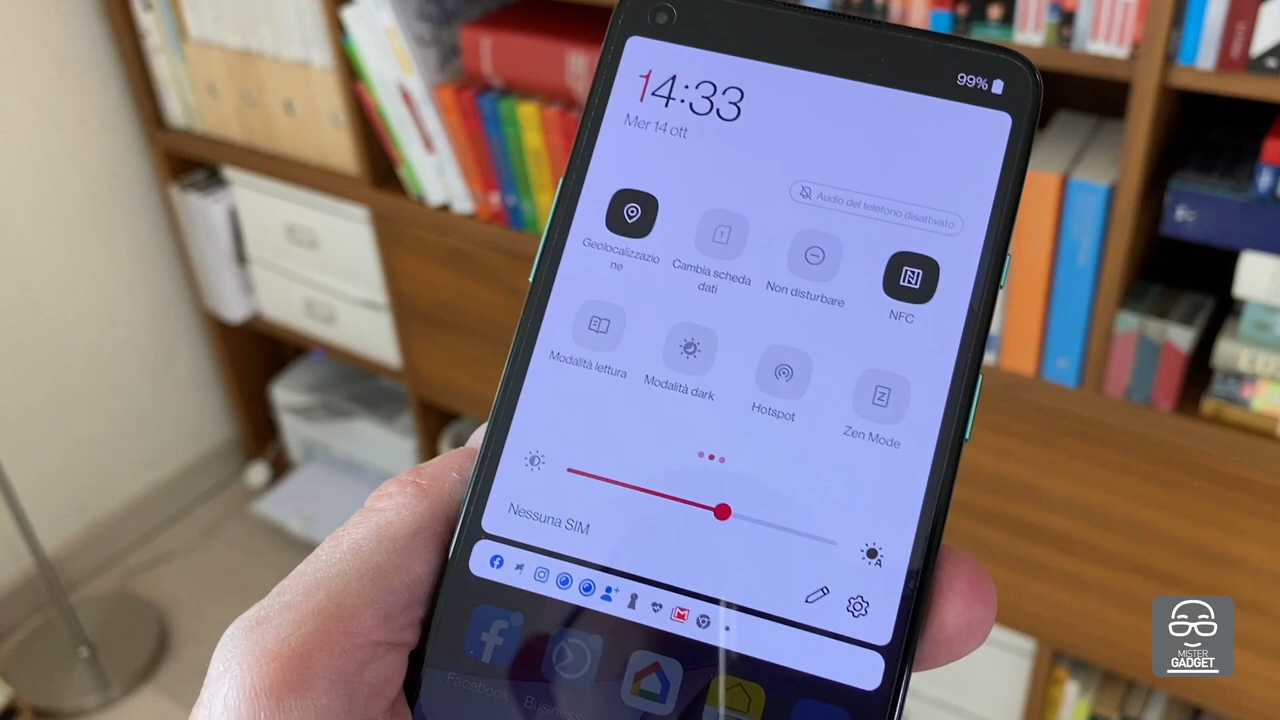 99%
14:33
Mer 14 ott
Audio del telefono disattivato
Geolocalizzazio
ne
Cambia scheda
dati
Non disturbare
NFC
Modalità lettura
Modalità dark
Hotspot
Zen Mode
Nessuna SIM
Facebook
MISTER
GADGET